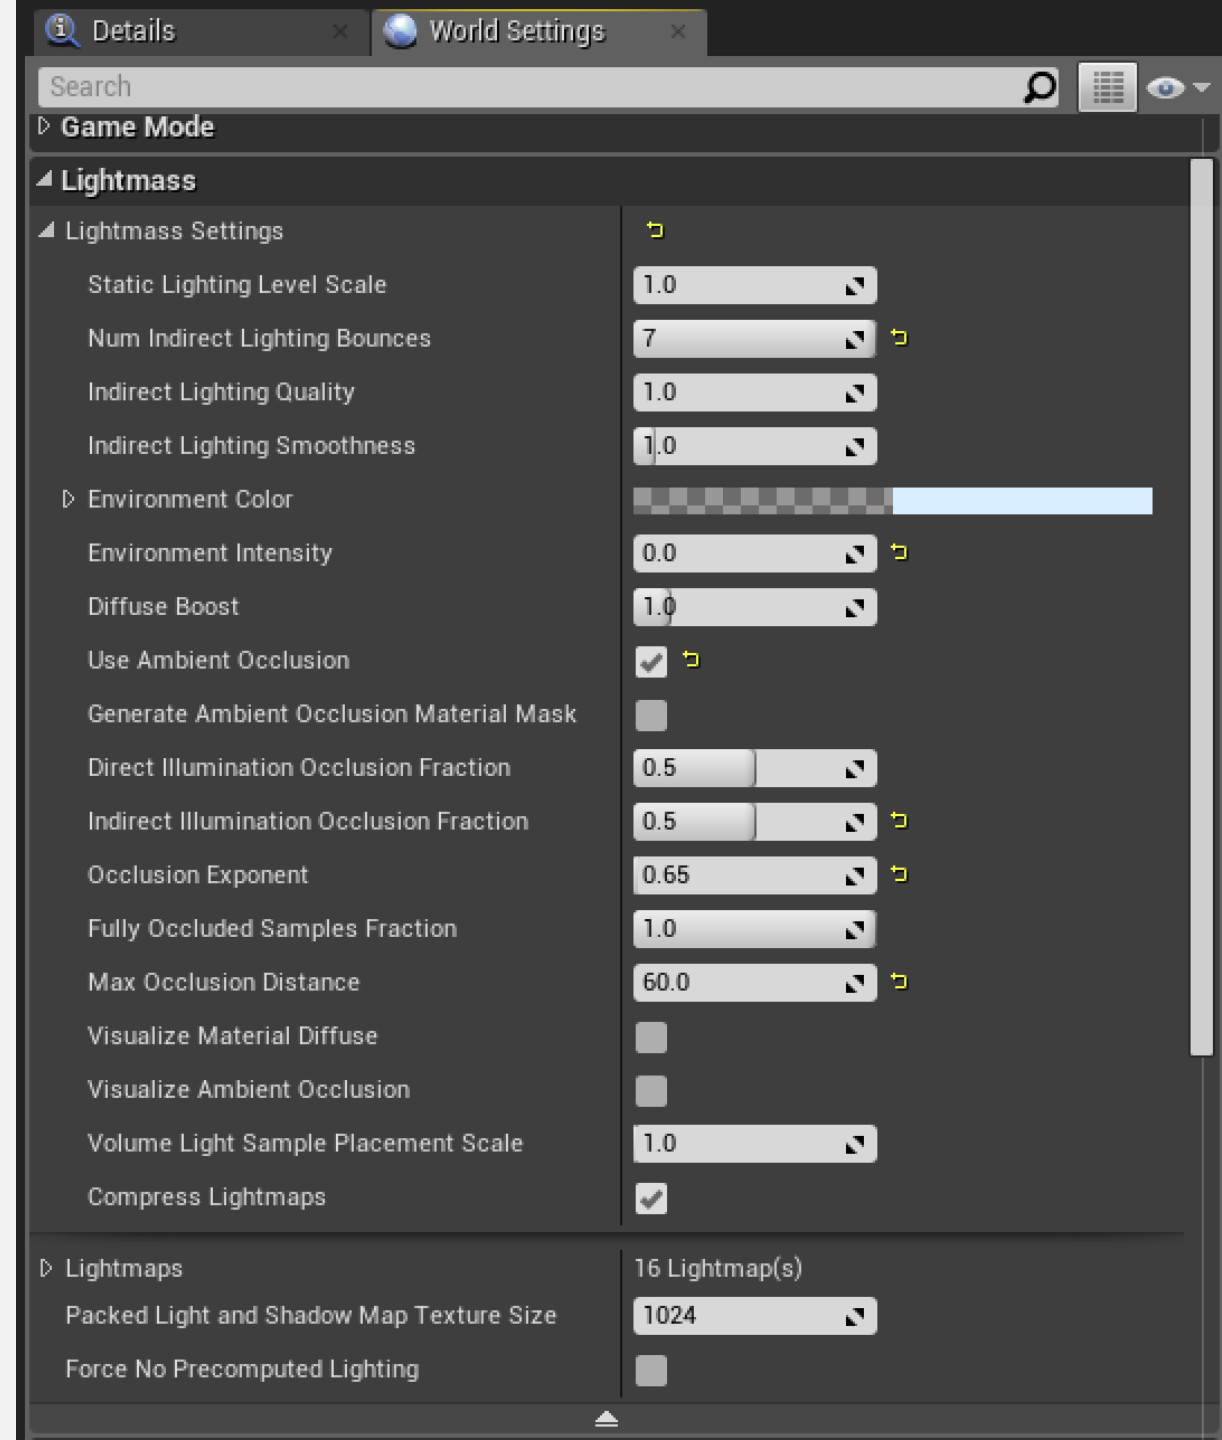 Details
World Settings
Search
Game Mode
Lightmass
Lightmass Settings
Static Lighting Level Scale 1.0
Num Indirect Lighting Bounces 7
Indirect Lighting Quality 1.0
Indirect Lighting Smoothness 1.0
Environment Color
Environment Intensity 0.0
Diffuse Boost 1.0
Use Ambient Occlusion
Generate Ambient Occlusion Material Mask
Direct Illumination Occlusion Fraction 0.5
Indirect Illumination Occlusion Fraction 0.5
Occlusion Exponent 0.65
Fully Occluded Samples Fraction 1.0
Max Occlusion Distance 60.0
Visualize Material Diffuse
Visualize Ambient Occlusion
Volume Light Sample Placement Scale 1.0
Compress Lightmaps
Lightmaps 16 Lightmap(s)
Packed Light and Shadow Map Texture Size 1024
Force No Precomputed Lighting